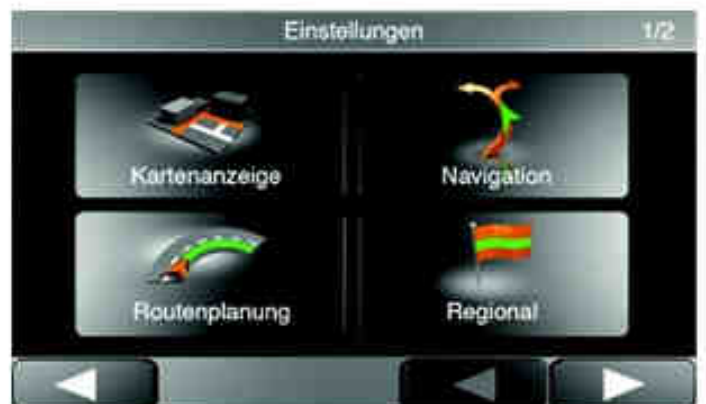 Einstellungen 1/2
Kartenanzeige Navigation
Routenplanung Regional